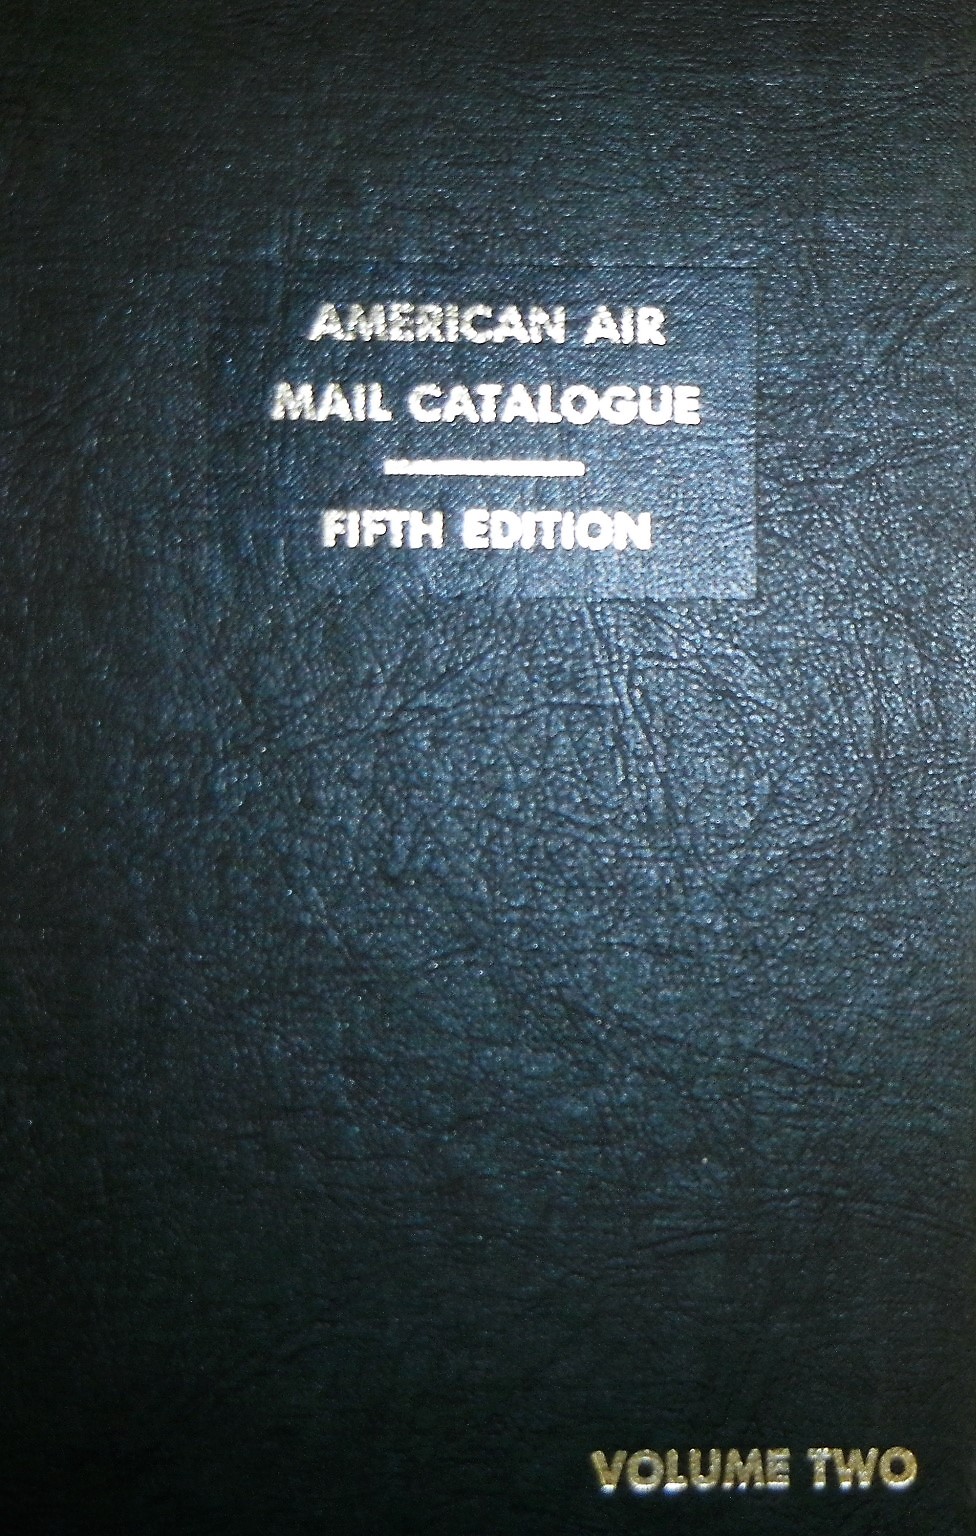 AMERICAN AIR
MAIL CATALOGUE
FIFTH EDITION
VOLUME TWO